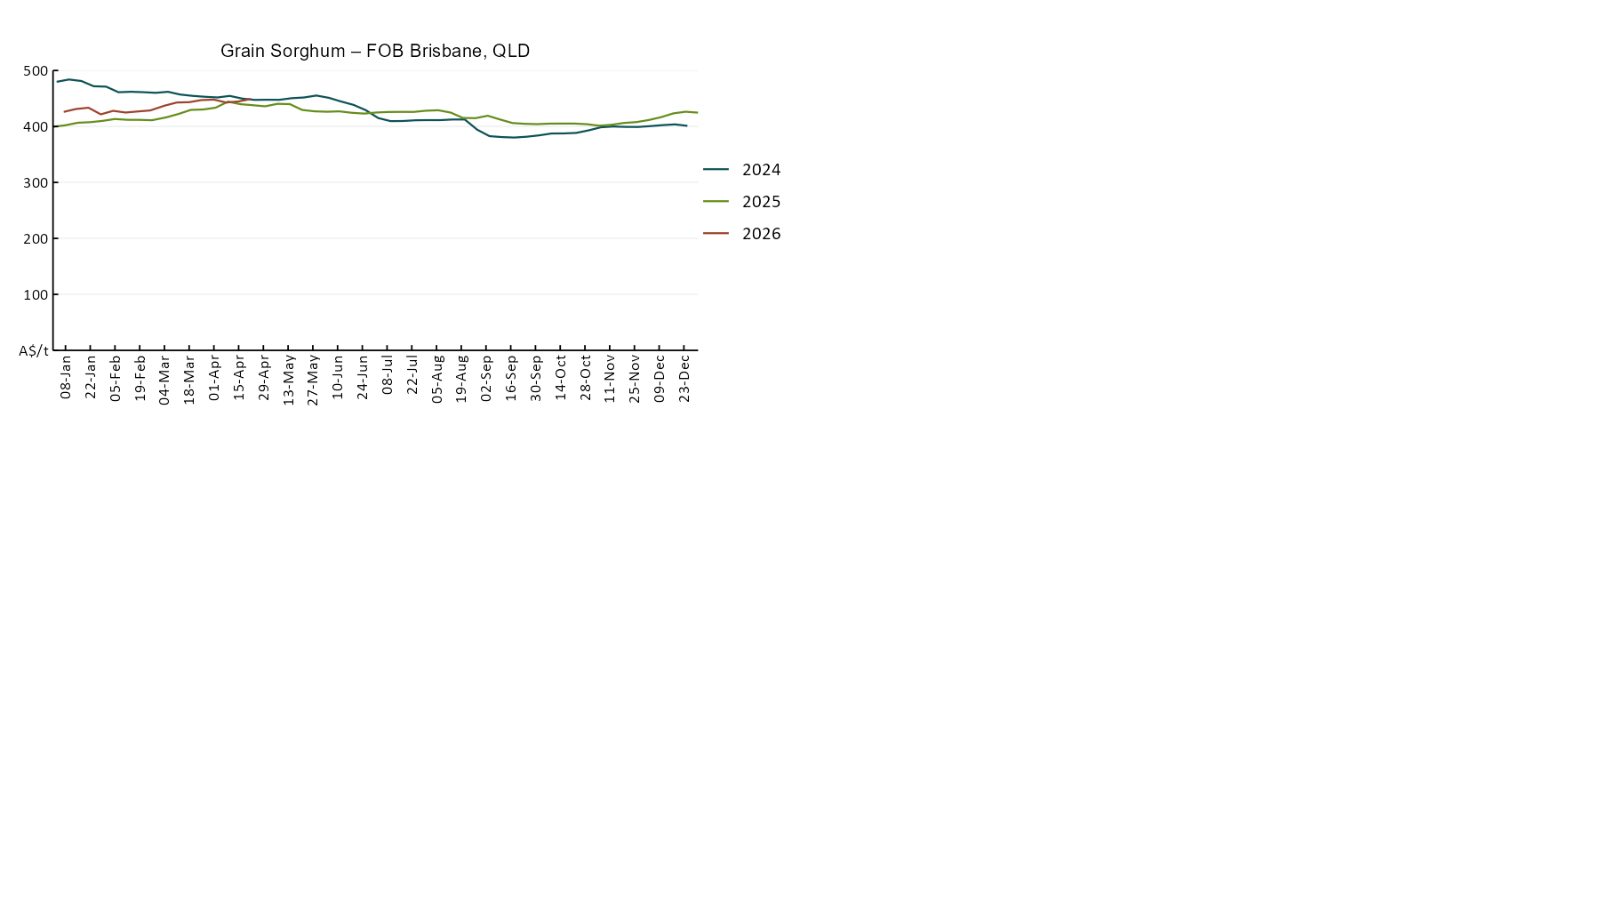 Grain Sorghum – FOB Brisbane, QLD
500
400
300
200
100
A$/t
08-Jan
22-Jan
05-Feb
19-Feb
04-Mar
18-Mar
01-Apr
15-Apr
29-Apr
13-May
27-May
10-Jun
24-Jun
08-Jul
22-Jul
05-Aug
19-Aug
02-Sep
16-Sep
30-Sep
14-Oct
28-Oct
11-Nov
25-Nov
09-Dec
23-Dec
2024
2025
2026